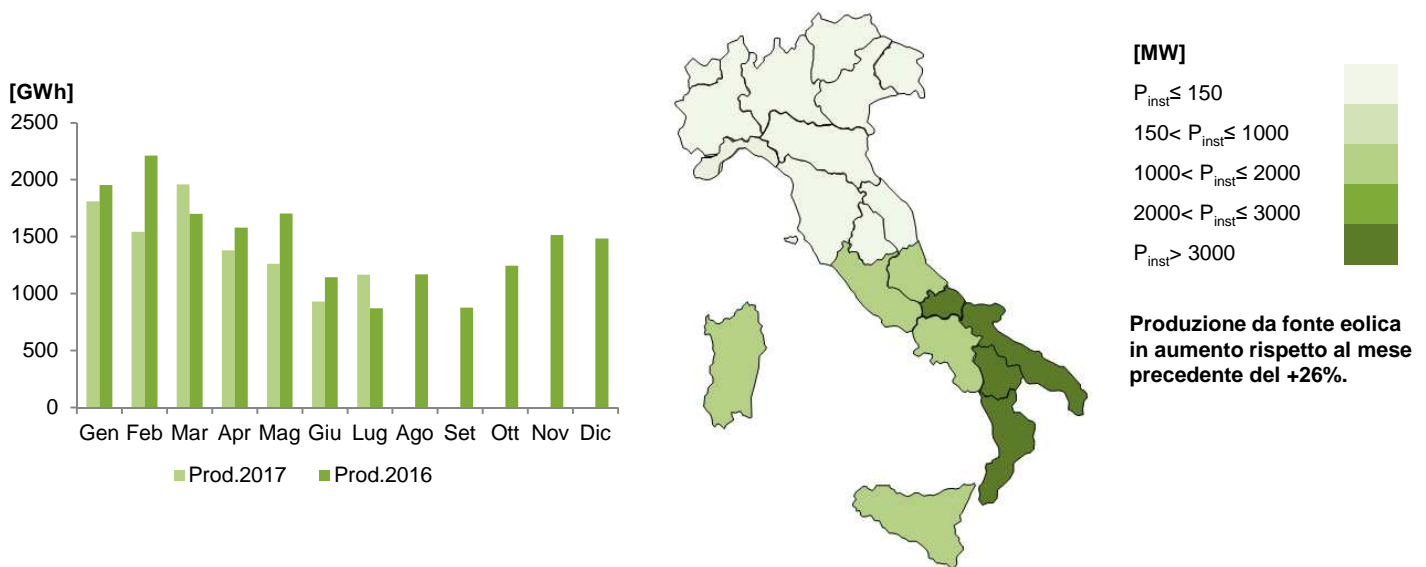 [GWh]
2500
2000
1500
1000
500
0
Gen Feb Mar Apr Mag Giu Lug Ago Set Ott Nov Dic
Prod.2017 Prod.2016
[MW]
Pinst≤ 150
150< Pinst≤ 1000
1000< Pinst≤ 2000
2000< Pinst≤ 3000
Pinst> 3000
Produzione da fonte eolica
in aumento rispetto al mese
precedente del +26%.